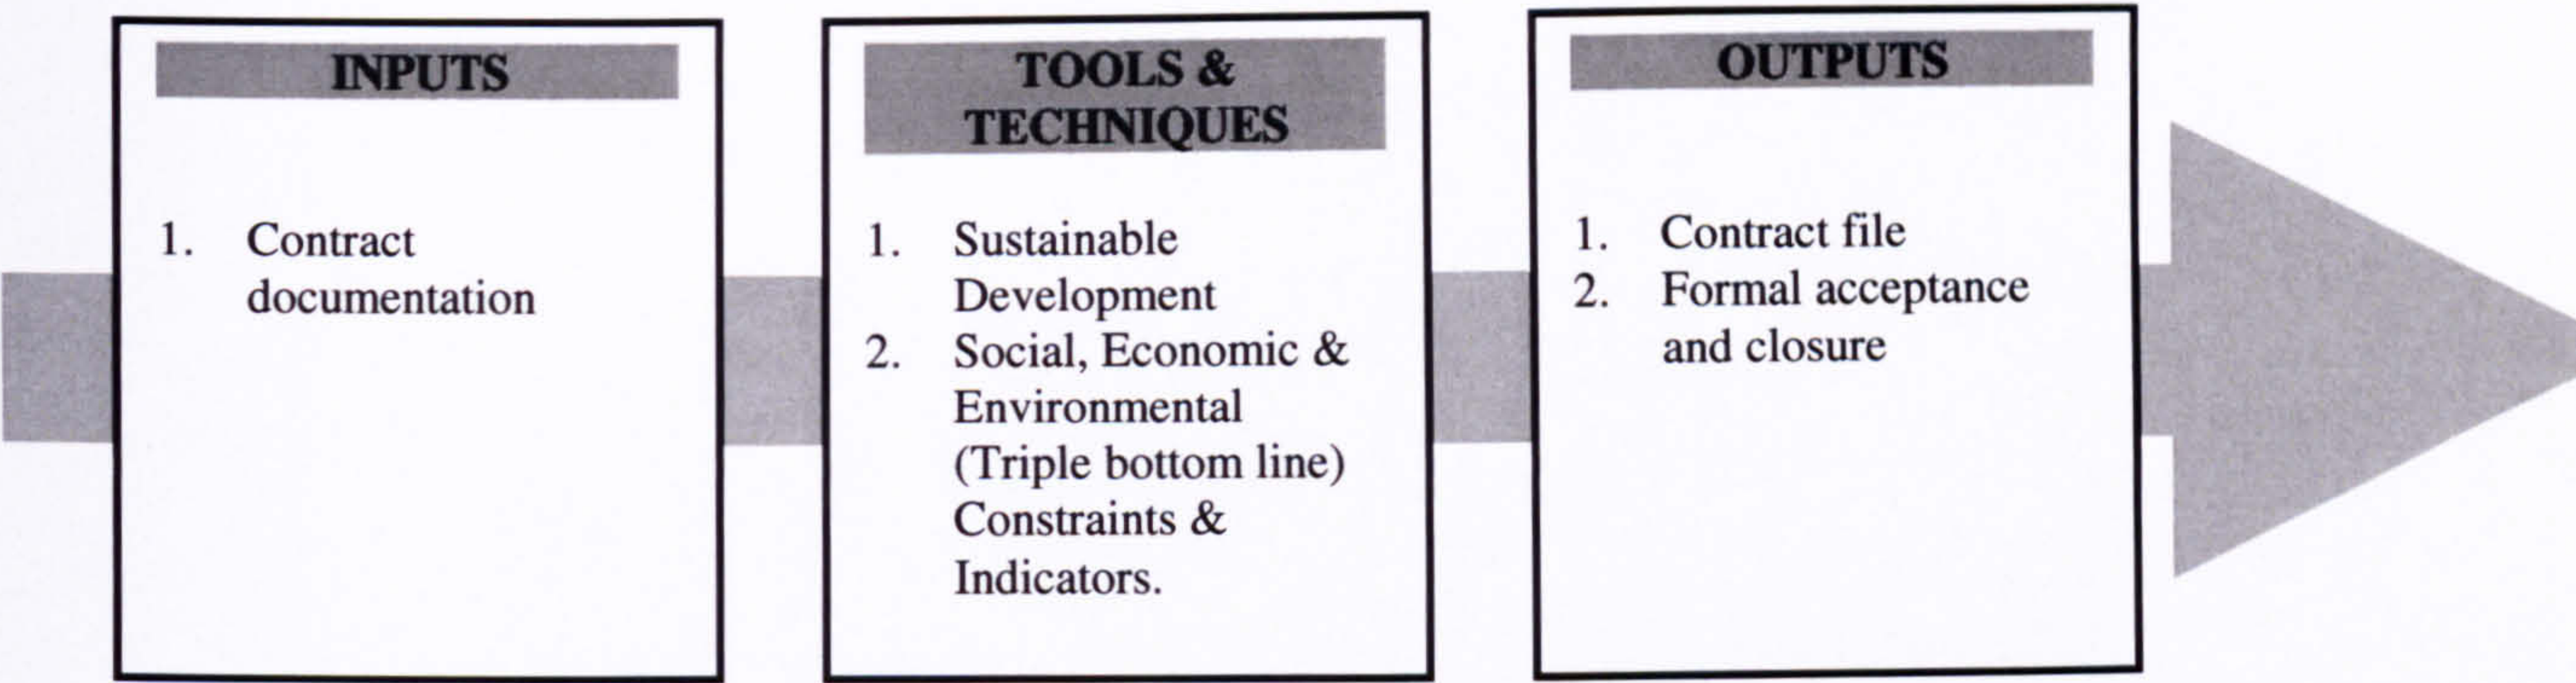 INPUTS
1. Contract
documentation
TOOLS &
TECHNIQUES
1. Sustainable
Development
2. Social, Economic &
Environmental
(Triple bottom line)
Constraints &
Indicators.
OUTPUTS
1. Contract file
2. Formal acceptance
and closure